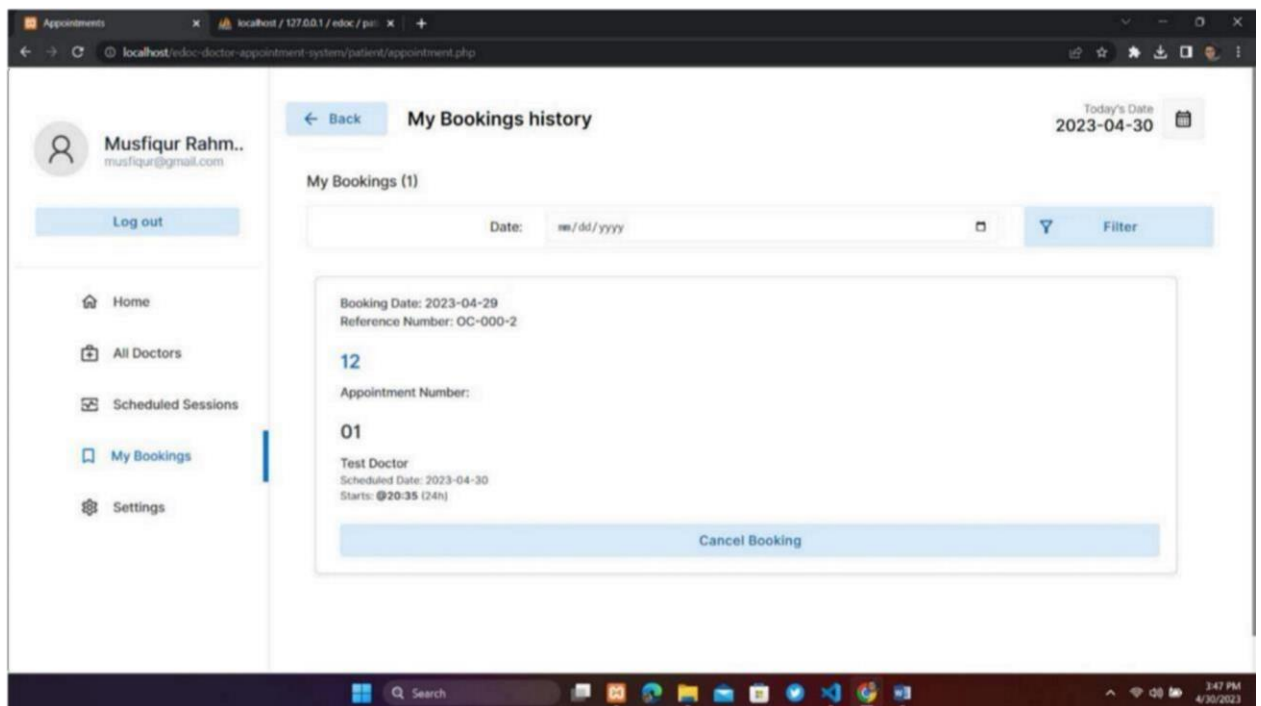 Appointments
localhost / 127.0.0.1 / edoc / pati
localhost/edoc-doctor-appointment-system/patient/appointment.php
Musfiqur Rahm..
musfiqur@gmail.com
Log out
Home
All Doctors
Scheduled Sessions
My Bookings
Settings
Back
My Bookings history
Today's Date
2023-04-30
My Bookings (1)
Date:
mm/dd/yyyy
Filter
Booking Date: 2023-04-29
Reference Number: OC-000-2
12
Appointment Number:
01
Test Doctor
Scheduled Date: 2023-04-30
Starts: @20:35 (24h)
Cancel Booking
Search
3:47 PM
4/30/2023